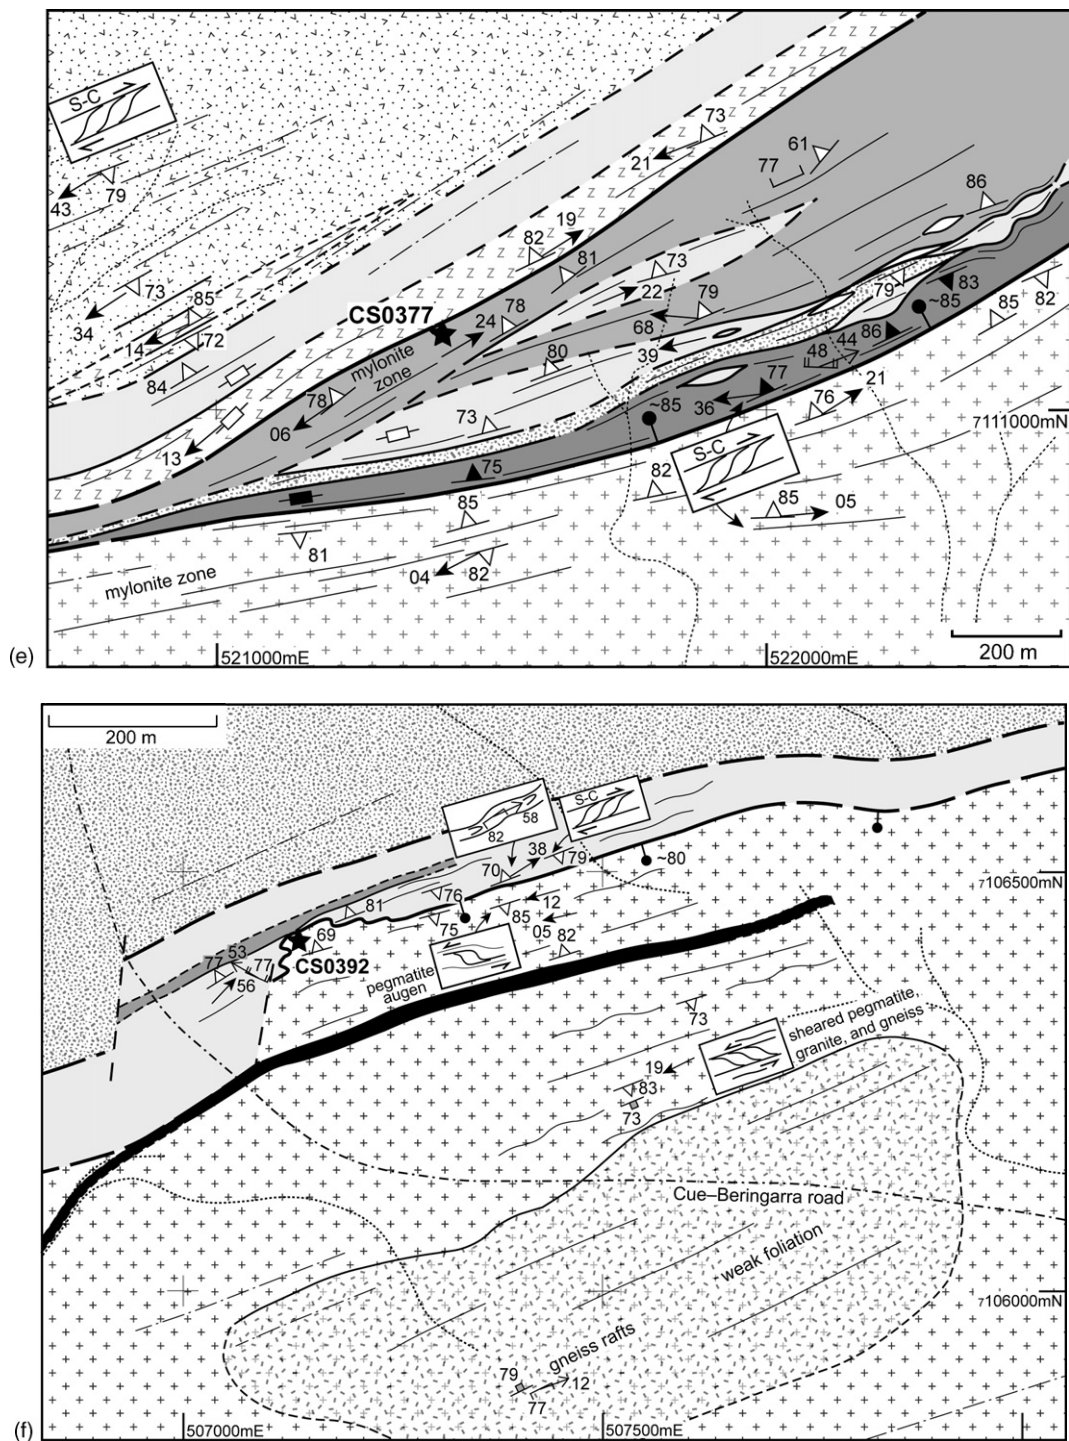 S-C
73
21
61
77
79
43
86
19
82
81
73
73
22
79
79
83
~85
85
82
34
85
CS0377
24
78
68
14
72
86
44
48
mylonite
zone
80
39
77
21
84
78
36
~85
76
7111000mN
06
73
S-C
13
75
82
85
85
05
81
04
82
mylonite zone
(e)
521000mE
522000mE
200 m
200 m
58
S-C
82
38
79
70
~80
76
7106500mN
81
12
85
75
05
69
82
53
77
77
CS0392
56
pegmatite
augen
73
sheared pegmatite,
granite, and gneiss
19
83
73
Cue–Beringarra road
weak foliation
7106000mN
gneiss rafts
79
12
77
(f)
507000mE
507500mE